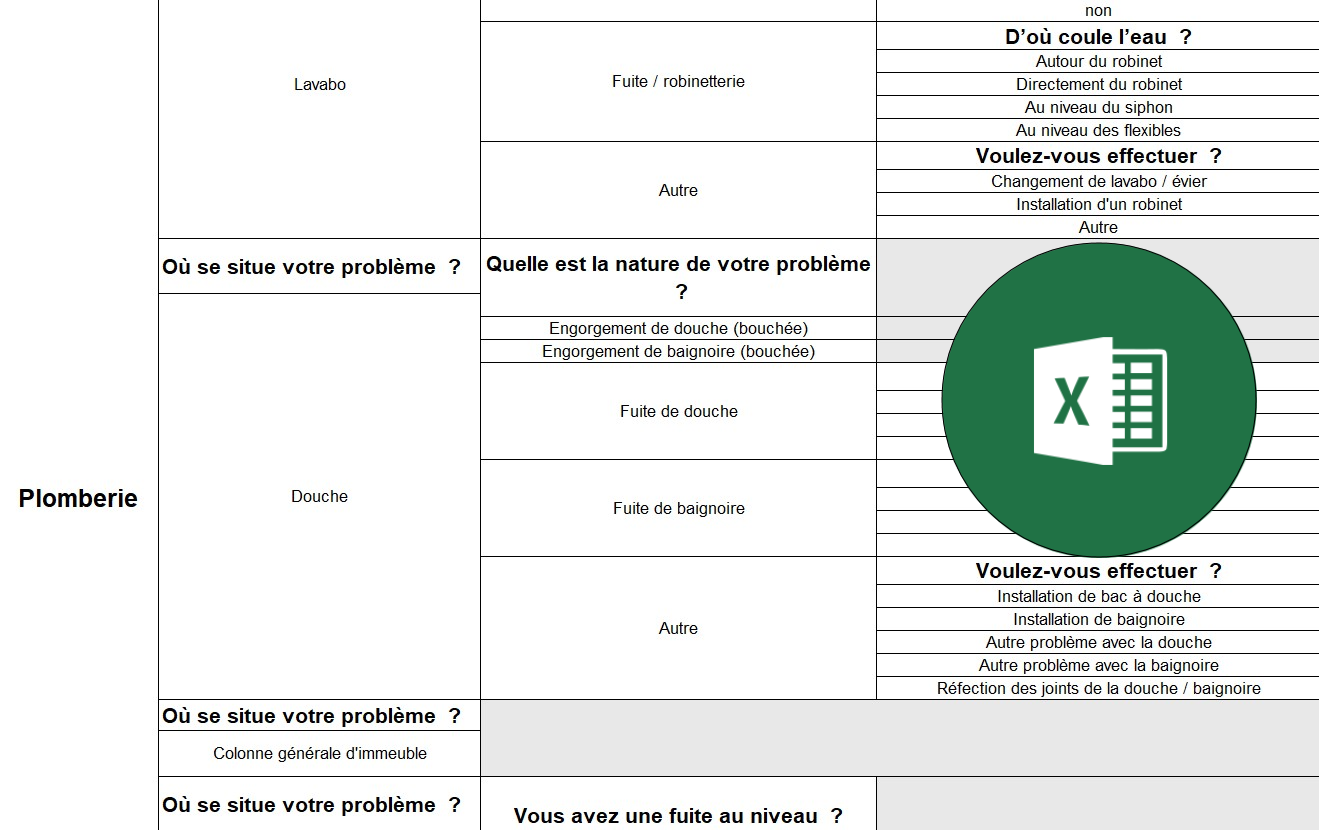 non
D’où coule l’eau ?
Autour du robinet
Lavabo
Fuite / robinetterie
Directement du robinet
Au niveau du siphon
Au niveau des flexibles
Voulez-vous effectuer ?
Autre
Changement de lavabo / évier
Installation d'un robinet
Autre
Où se situe votre problème ?
Quelle est la nature de votre problème
?
Engorgement de douche (bouchée)
Engorgement de baignoire (bouchée)
Fuite de douche
X
Plomberie
Douche
Fuite de baignoire
Voulez-vous effectuer ?
Installation de bac à douche
Autre
Installation de baignoire
Autre problème avec la douche
Autre problème avec la baignoire
Réfection des joints de la douche / baignoire
Où se situe votre problème ?
Colonne générale d'immeuble
Où se situe votre problème ?
Vous avez une fuite au niveau ?